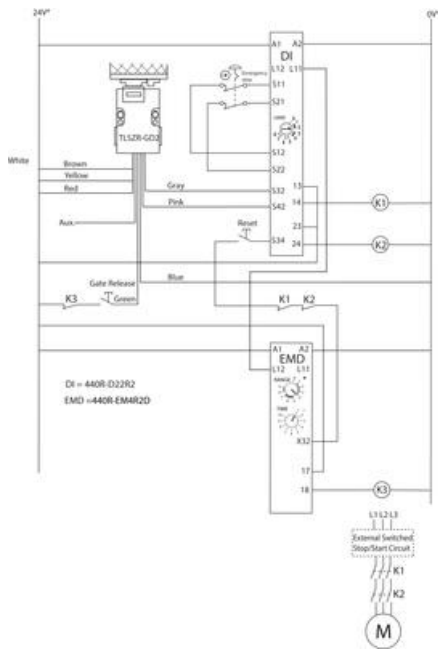 24V*
0V*
A1 A2
DI
L12 L11
Emergency
stop
S11
S21
TLSZR-GD2
S12
White
S22
Brown
Yellow
Red
Gray
S32
13
Pink
S42
14
K1
Aux.
Reset
23
S34
24
K2
Blue
Gate Release
K3
Green
K1 K2
A1 A2
EMD
L12 L11
DI = 440R-D22R2
RANGE
EMD =440R-EM4R2D
TIME
X32
17
18
K3
L1 L2 L3
External Switched
Stop/Start Circuit
K1
K2
M